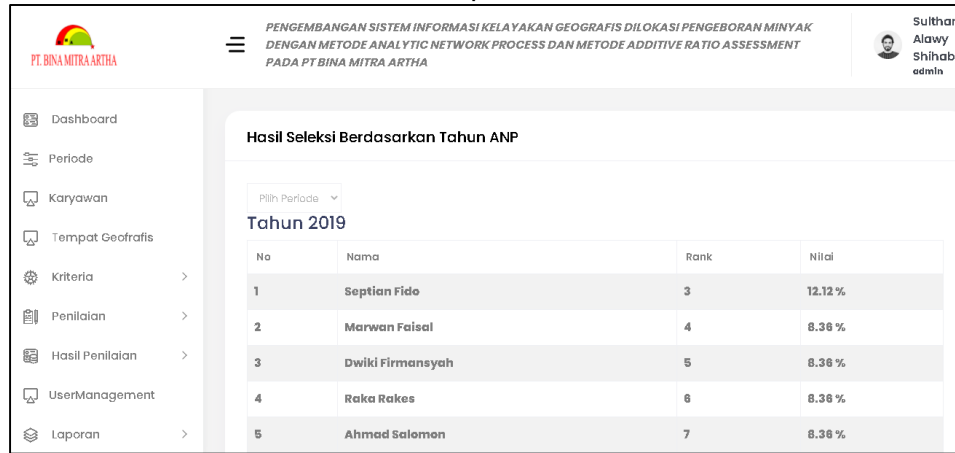 PT. BINA MITRA ARTHA
PENGEMBANGAN SISTEM INFORMASI KELAYAKAN GEOGRAFIS DILOKASI PENGEBORAN MINYAK
DENGAN METODE ANALYTIC NETWORK PROCESS DAN METODE ADDITIVE RATIO ASSESSMENT
PADA PT BINA MITRA ARTHA
Sulthan
Alawy
Shihab
admin
Dashboard
Periode
Karyawan
Tempat Geofrafis
Kriteria
Penilaian
Hasil Penilaian
UserManagement
Laporan
Hasil Seleksi Berdasarkan Tahun ANP
Pilih Periode
Tahun 2019
No Nama Rank Nilai
1 Septian Fido 3 12.12 %
2 Marwan Faisal 4 8.36 %
3 Dwiki Firmansyah 5 8.36 %
4 Raka Rakes 6 8.36 %
5 Ahmad Salomon 7 8.36 %